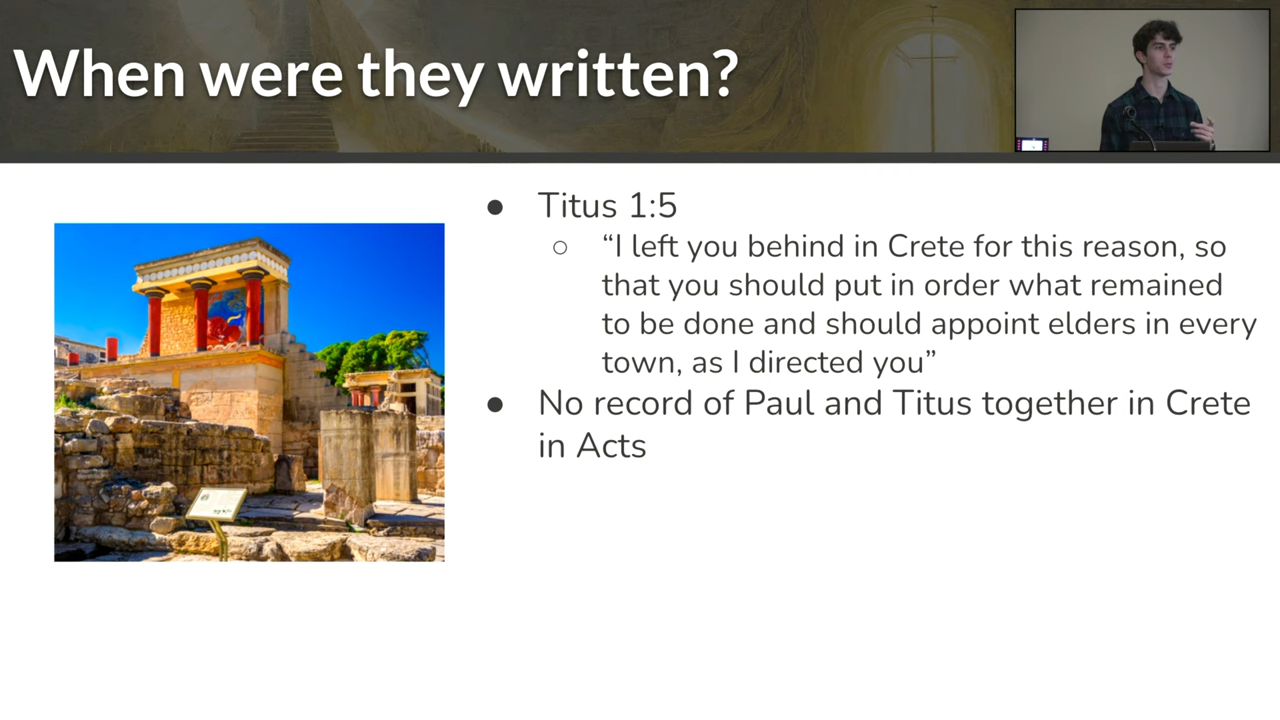 When were they written?
● Titus 1:5
○ “I left you behind in Crete for this reason, so
that you should put in order what remained
to be done and should appoint elders in every
town, as I directed you”
● No record of Paul and Titus together in Crete
in Acts